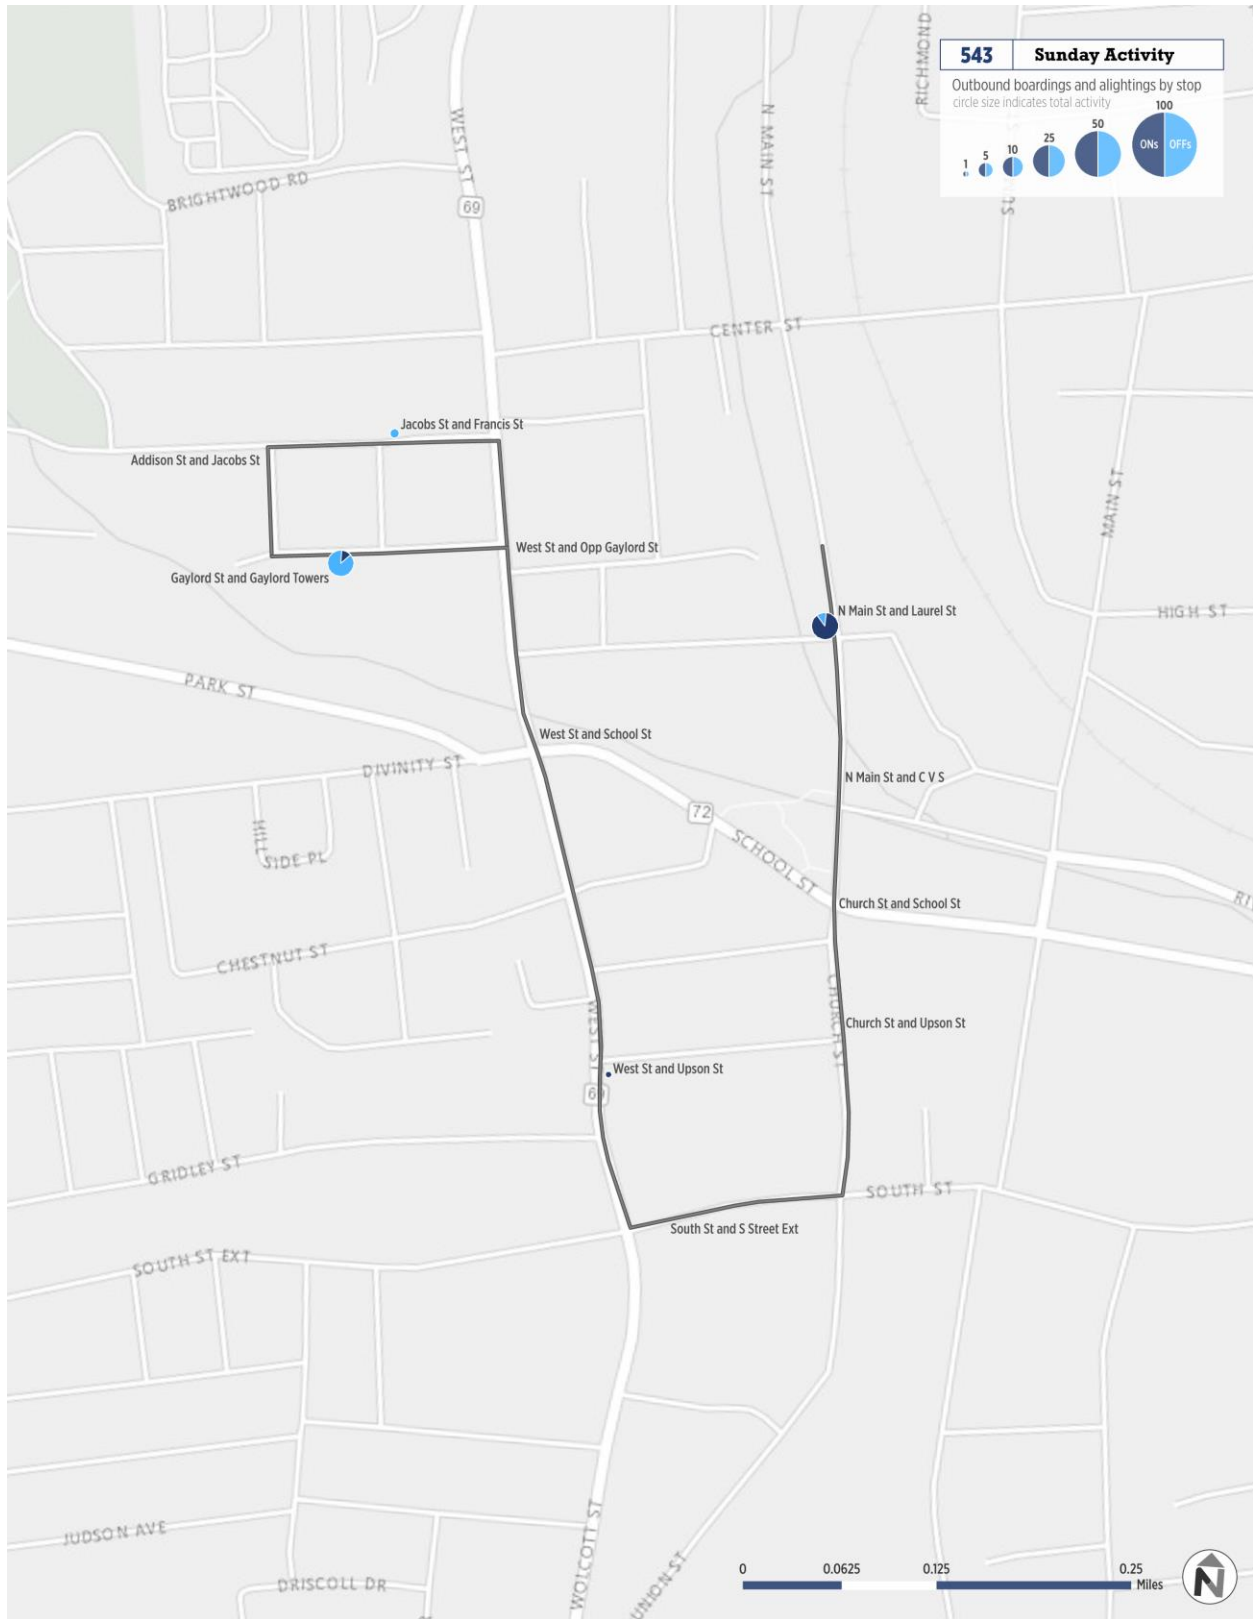 543 Sunday Activity
Outbound boardings and alightings by stop
circle size indicates total activity
1 5 10 25 50 100
ONs OFFs
RICHMOND
WEST ST
N MAIN ST
BRIGHTWOOD RD
69
CENTER ST
Jacobs St and Francis St
Addison St and Jacobs St
MAIN ST
West St and Opp Gaylord St
Gaylord St and Gaylord Towers
N Main St and Laurel St
HIGH ST
PARK ST
West St and School St
DIVINITY ST
N Main St and C V S
72
HILL
SIDE PL
SCHOOL ST
Church St and School St
CHESTNUT ST
CHURCH ST
WEST ST
Church St and Upson St
West St and Upson St
GRIDLEY ST
SOUTH ST
South St and S Street Ext
SOUTH ST EXT
JUDSON AVE
WOLCOTT ST
UNION ST
DRISCOLL DR
0 0.0625 0.125 0.25
Miles
N